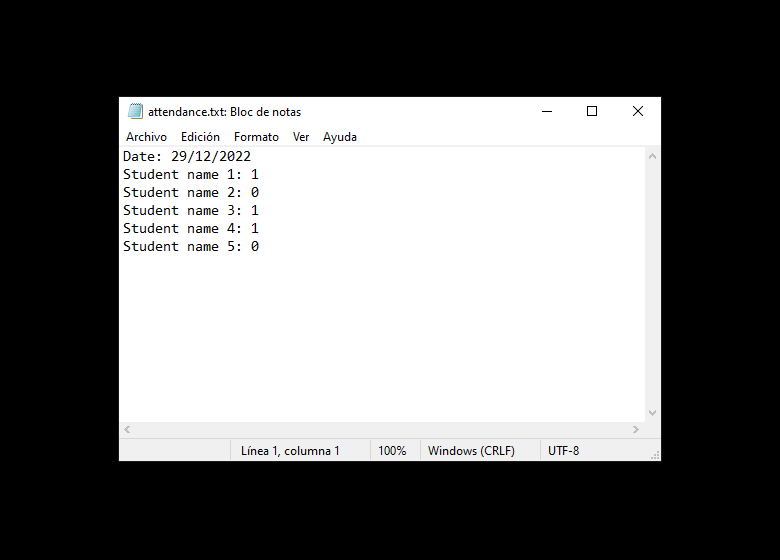 attendance.txt: Bloc de notas
Archivo Edición Formato Ver Ayuda
Date: 29/12/2022
Student name 1: 1
Student name 2: 0
Student name 3: 1
Student name 4: 1
Student name 5: 0
Línea 1, columna 1 100% Windows (CRLF) UTF-8